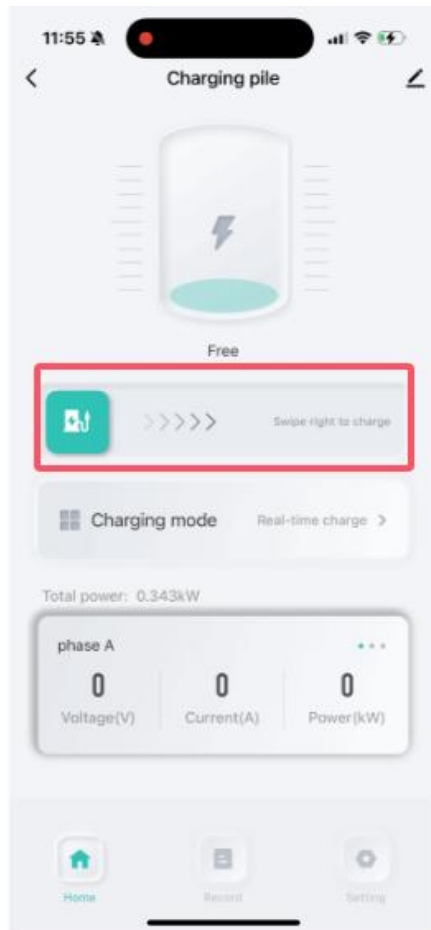 11:55
Charging pile
Free
Swipe right to charge
Charging mode Real-time charge
Total power: 0.343kW
phase A
0 0 0
Voltage(V) Current(A) Power(kW)
Home Record Setting